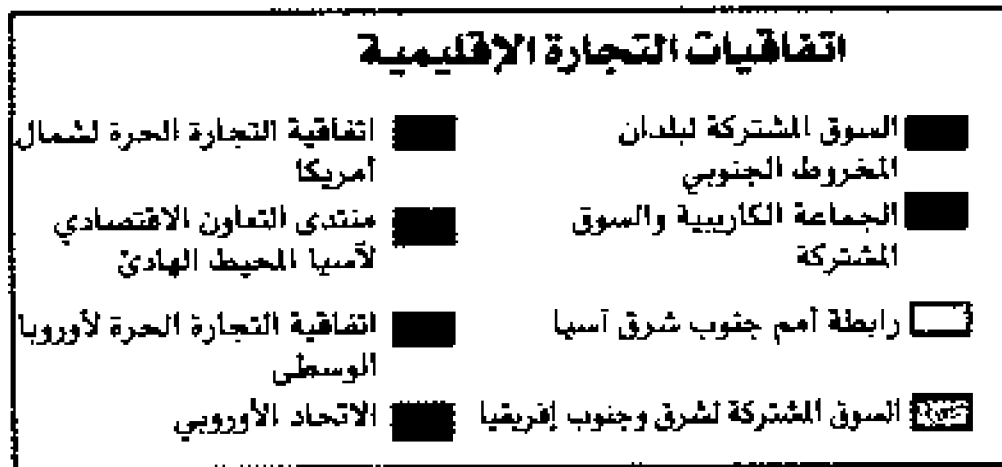 اتفاقيات التجارة الإقليمية
السوق المشتركة لبلدان
المخروط الجنوبي
الجماعة الكاريبية والسوق
المشتركة
رابطة أمم جنوب شرق آسيا
السوق المشتركة لشرق وجنوب إفريقيا
اتفاقية التجارة الحرة لشمال
أمريكا
منتدى التعاون الاقتصادي
لآسيا المحيط الهادئ
اتفاقية التجارة الحرة لأوروبا
الوسطى
الاتحاد الأوروبي